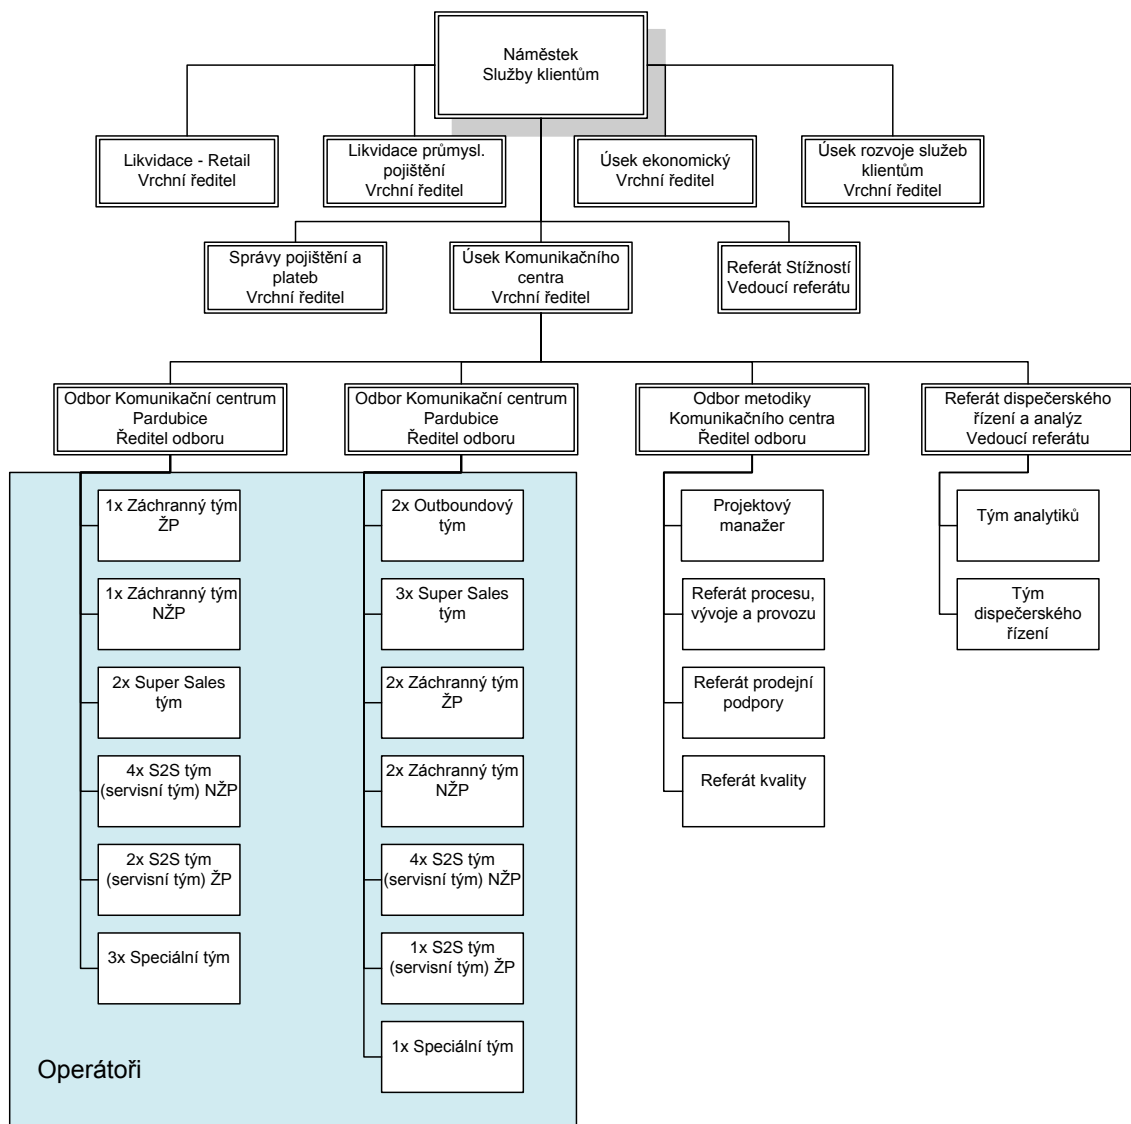 Náměstek
Služby klientům
Likvidace - Retail
Vrchní ředitel
Likvidace průmysl.
pojištění
Vrchní ředitel
Úsek ekonomický
Vrchní ředitel
Úsek rozvoje služeb
klientům
Vrchní ředitel
Správy pojištění a
plateb
Vrchní ředitel
Úsek Komunikačního
centra
Vrchní ředitel
Referát Stížností
Vedoucí referátu
Odbor Komunikační centrum
Pardubice
Ředitel odboru
Odbor Komunikační centrum
Pardubice
Ředitel odboru
Odbor metodiky
Komunikačního centra
Ředitel odboru
Referát dispečerského
řízení a analýz
Vedoucí referátu
1x Záchranný tým
ŽP
1x Záchranný tým
NŽP
2x Super Sales
tým
4x S2S tým
(servisní tým) NŽP
2x S2S tým
(servisní tým) ŽP
3x Speciální tým
2x Outboundový
tým
3x Super Sales
tým
2x Záchranný tým
ŽP
2x Záchranný tým
NŽP
4x S2S tým
(servisní tým) NŽP
1x S2S tým
(servisní tým) ŽP
1x Speciální tým
Projektový
manažer
Referát procesu,
vývoje a provozu
Referát prodejní
podpory
Referát kvality
Tým analytiků
Tým
dispečerského
řízení
Operátoři